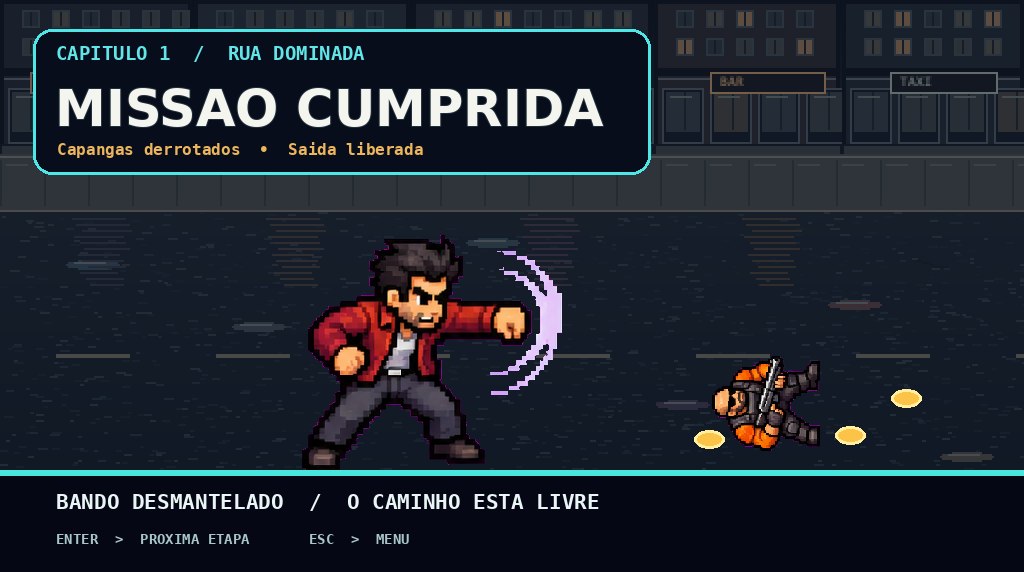 CAPITULO 1 / RUA DOMINADA
MISSAO CUMPRIDA
Capangas derrotados • Saida liberada
BAR
TAXI
BANDO DESMANTELADO / O CAMINHO ESTA LIVRE
ENTER > PROXIMA ETAPA ESC > MENU